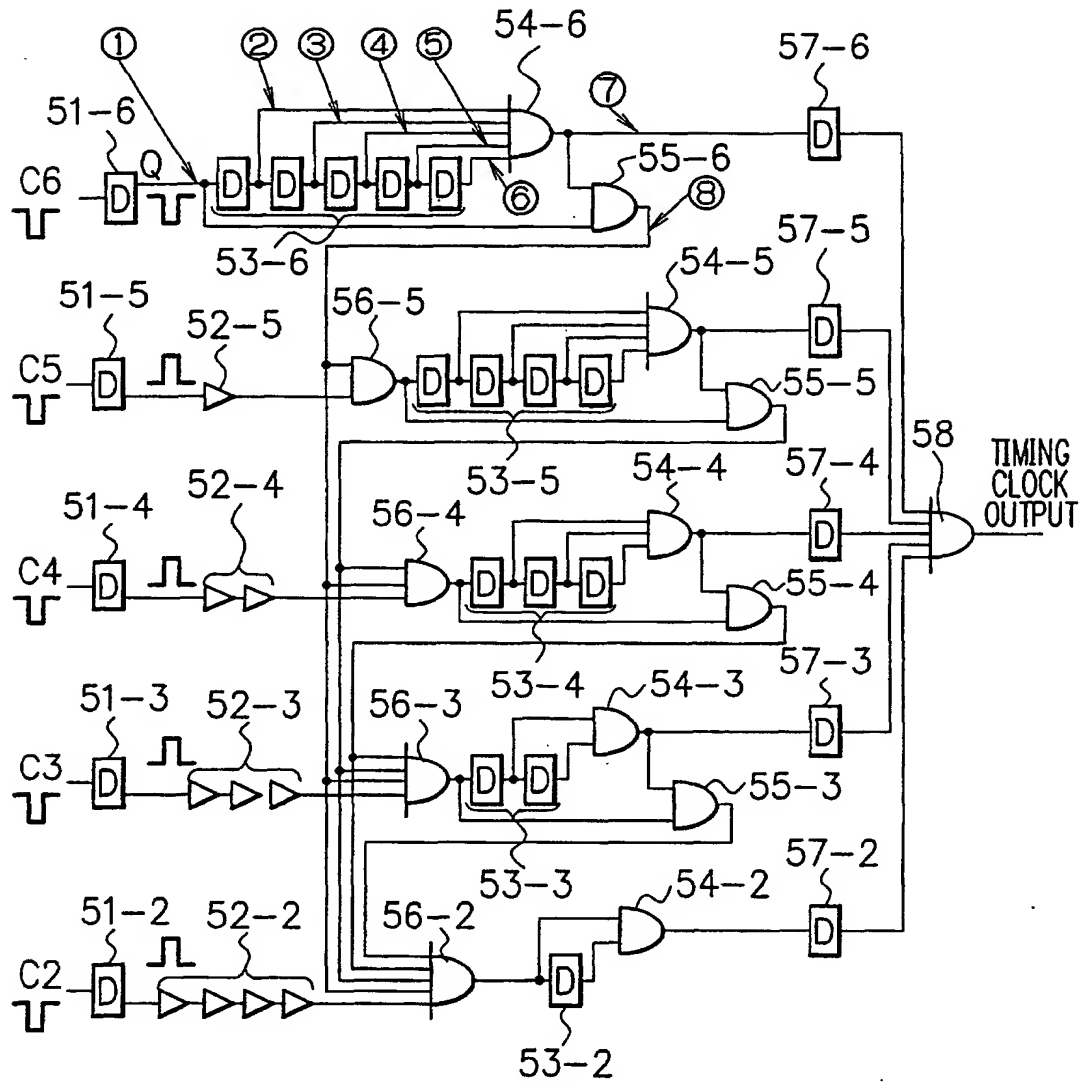 ① ② ③ ④ ⑤ 54-6 57-6
51-6 ⑦
Q 55-6
C6 D D D D D D ⑥ ⑧ D
53-6
51-5 52-5 56-5 54-5 57-5
C5 D D D D D D
55-5
53-5
51-4 52-4 56-4 54-4 57-4 58
TIMING
CLOCK
OUTPUT
C4 D D D D D
55-4
53-4
51-3 52-3 56-3 54-3 57-3
C3 D D D D
55-3
53-3
51-2 52-2 56-2 54-2 57-2
C2 D D D
53-2